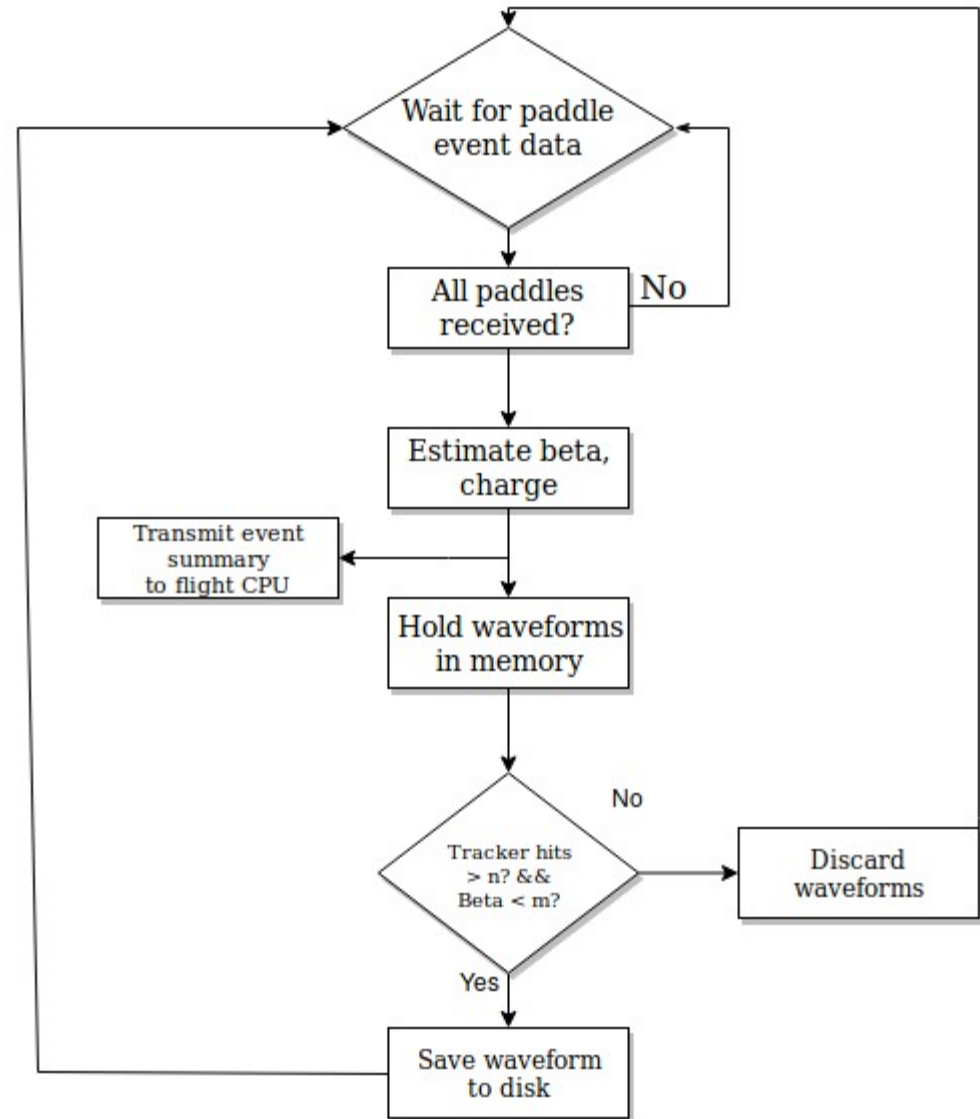 Wait for paddle
event data
All paddles
received?
No
Estimate beta,
charge
Transmit event
summary
to flight CPU
Hold waveforms
in memory
Tracker hits
> n? &&
Beta < m?
No
Discard
waveforms
Yes
Save waveform
to disk